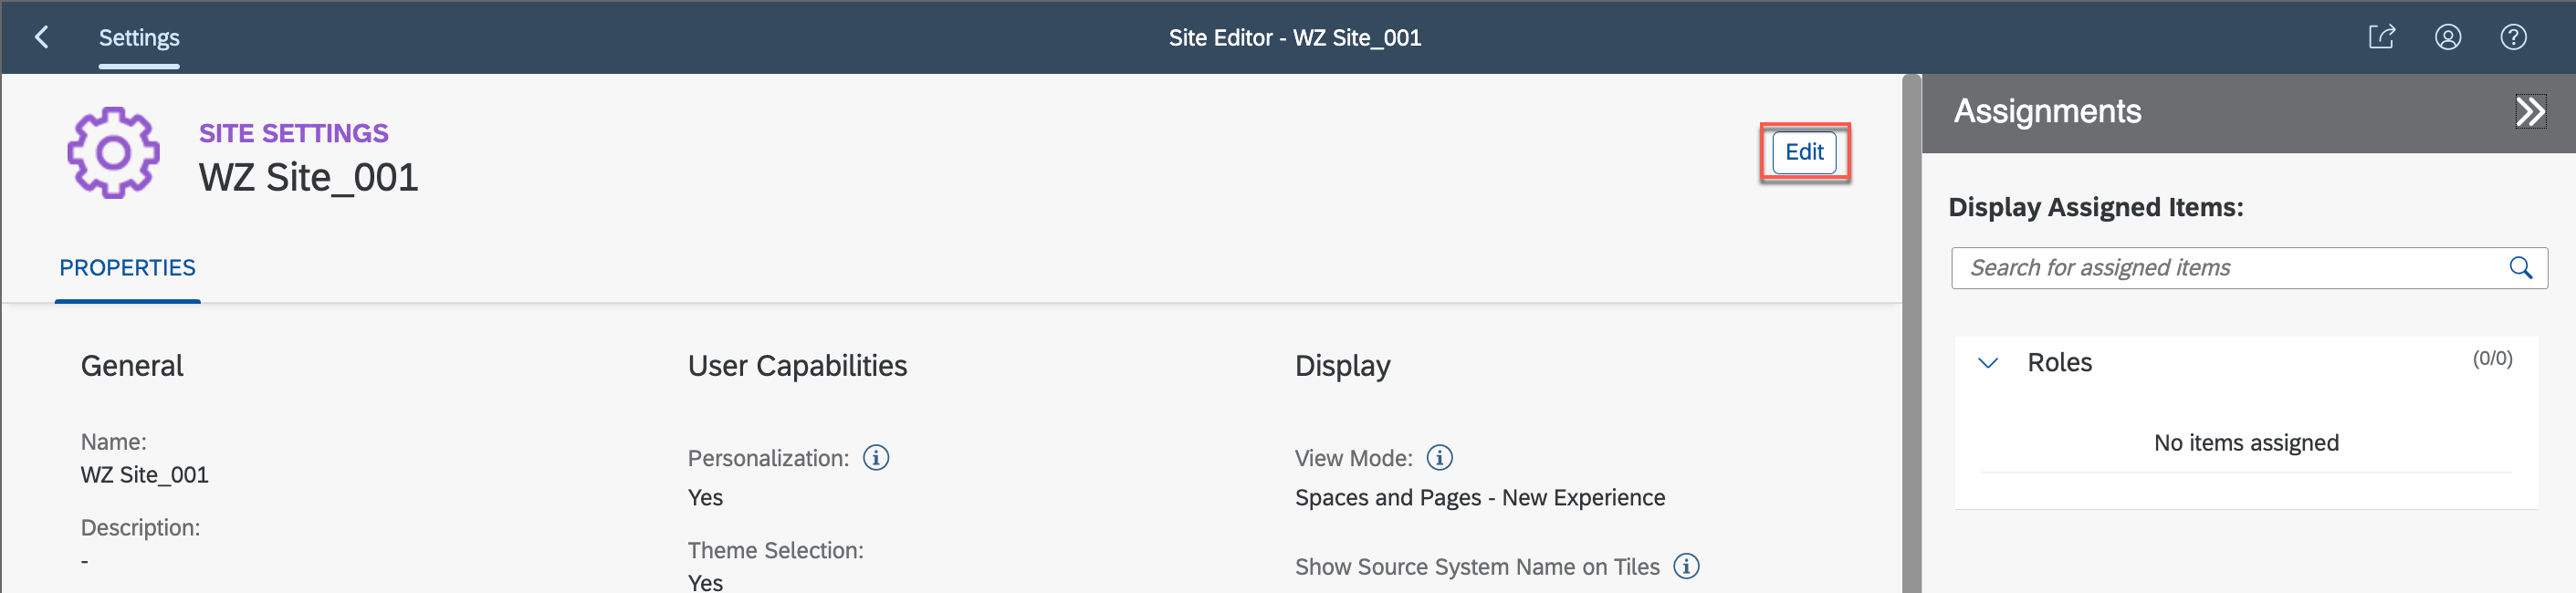 Settings
Site Editor - WZ Site_001
SITE SETTINGS
WZ Site_001
Edit
PROPERTIES
General
Name:
WZ Site_001
Description:
-
User Capabilities
Personalization:
Yes
Theme Selection:
Yes
Display
View Mode:
Spaces and Pages - New Experience
Show Source System Name on Tiles
Assignments
Display Assigned Items:
Search for assigned items
Roles (0/0)
No items assigned